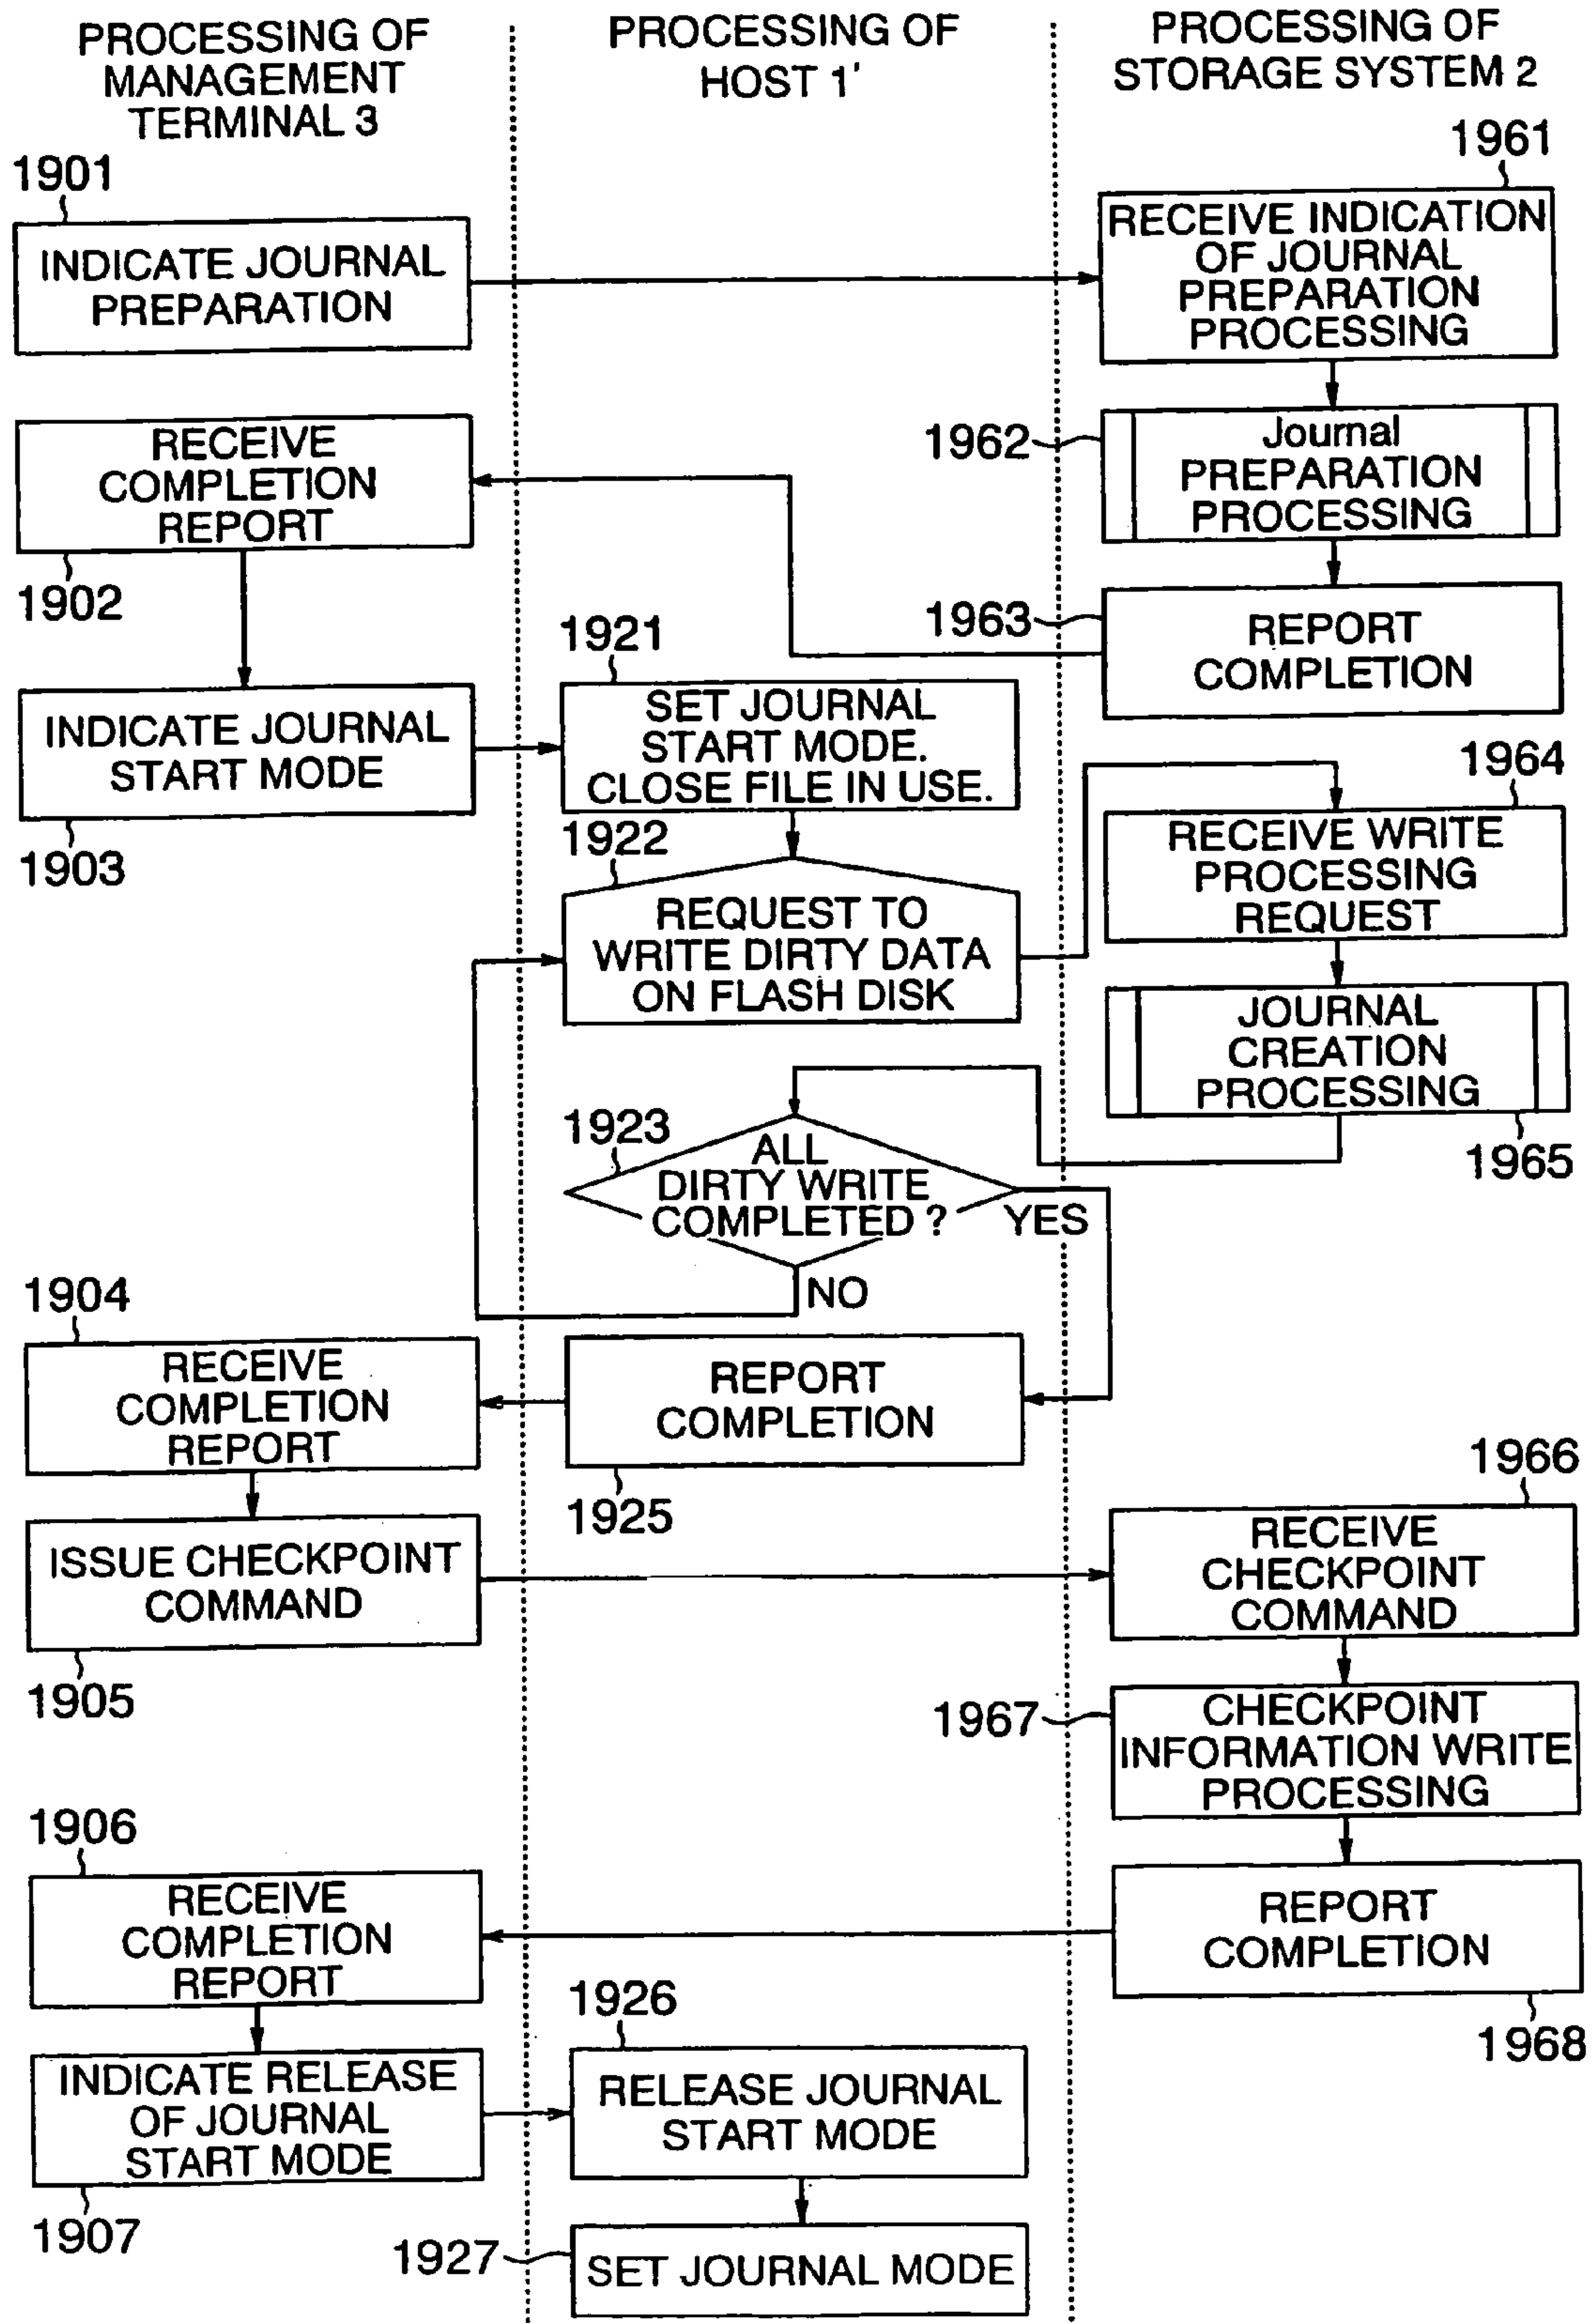 PROCESSING OF
MANAGEMENT
TERMINAL 3
PROCESSING OF
HOST 1'
PROCESSING OF
STORAGE SYSTEM 2
1901
INDICATE JOURNAL
PREPARATION
1961
RECEIVE INDICATION
OF JOURNAL
PREPARATION
PROCESSING
1962
Journal
PREPARATION
PROCESSING
RECEIVE
COMPLETION
REPORT
1902
1963
REPORT
COMPLETION
INDICATE JOURNAL
START MODE
1903
1921
SET JOURNAL
START MODE.
CLOSE FILE IN USE.
1922
REQUEST TO
WRITE DIRTY DATA
ON FLASH DISK
1964
RECEIVE WRITE
PROCESSING
REQUEST
JOURNAL
CREATION
PROCESSING
1965
1923
ALL
DIRTY WRITE
COMPLETED ?
YES
NO
1904
RECEIVE
COMPLETION
REPORT
REPORT
COMPLETION
1925
ISSUE CHECKPOINT
COMMAND
1905
1966
RECEIVE
CHECKPOINT
COMMAND
1967
CHECKPOINT
INFORMATION WRITE
PROCESSING
1906
RECEIVE
COMPLETION
REPORT
REPORT
COMPLETION
1968
INDICATE RELEASE
OF JOURNAL
START MODE
1907
1926
RELEASE JOURNAL
START MODE
1927
SET JOURNAL MODE